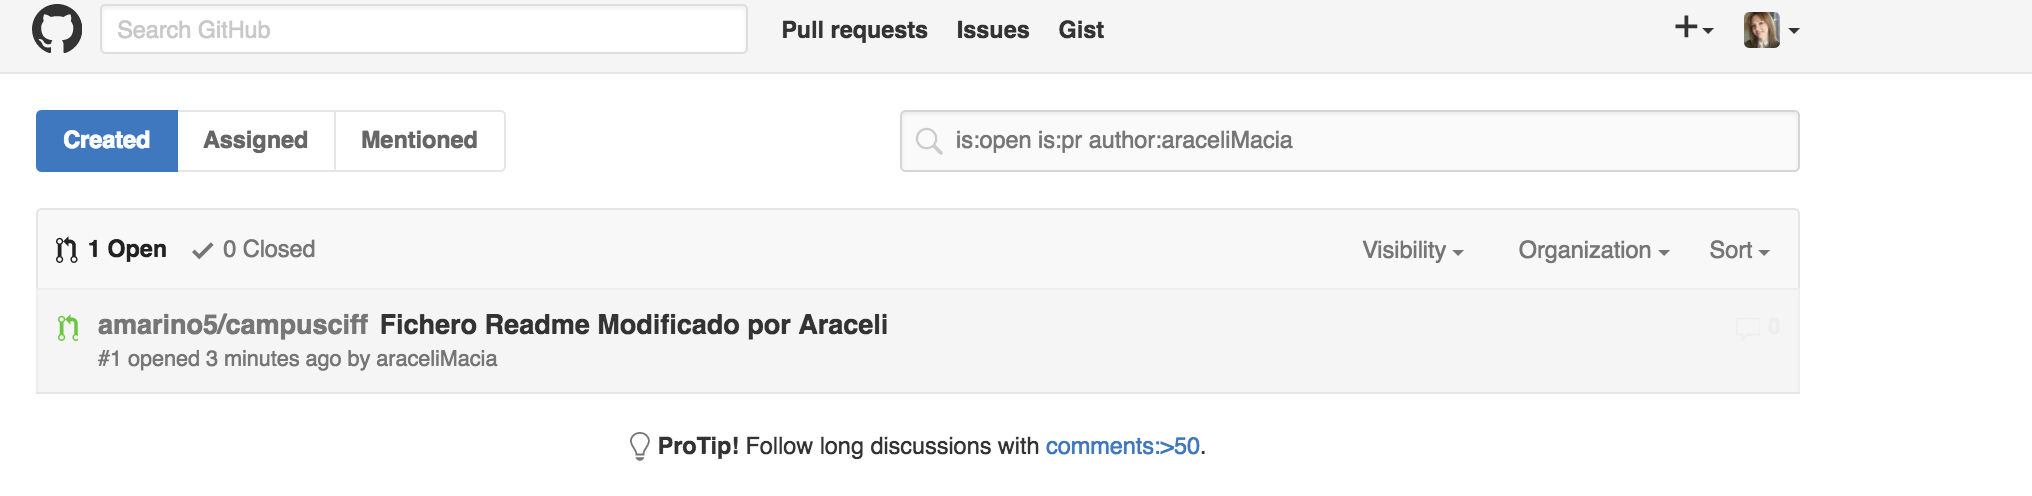 Search GitHub Pull requests Issues Gist
Created Assigned Mentioned is:open is:pr author:araceliMacia
1 Open 0 Closed Visibility Organization Sort
amarino5/campusciff Fichero Readme Modificado por Araceli 0
#1 opened 3 minutes ago by araceliMacia
ProTip! Follow long discussions with comments:>50.